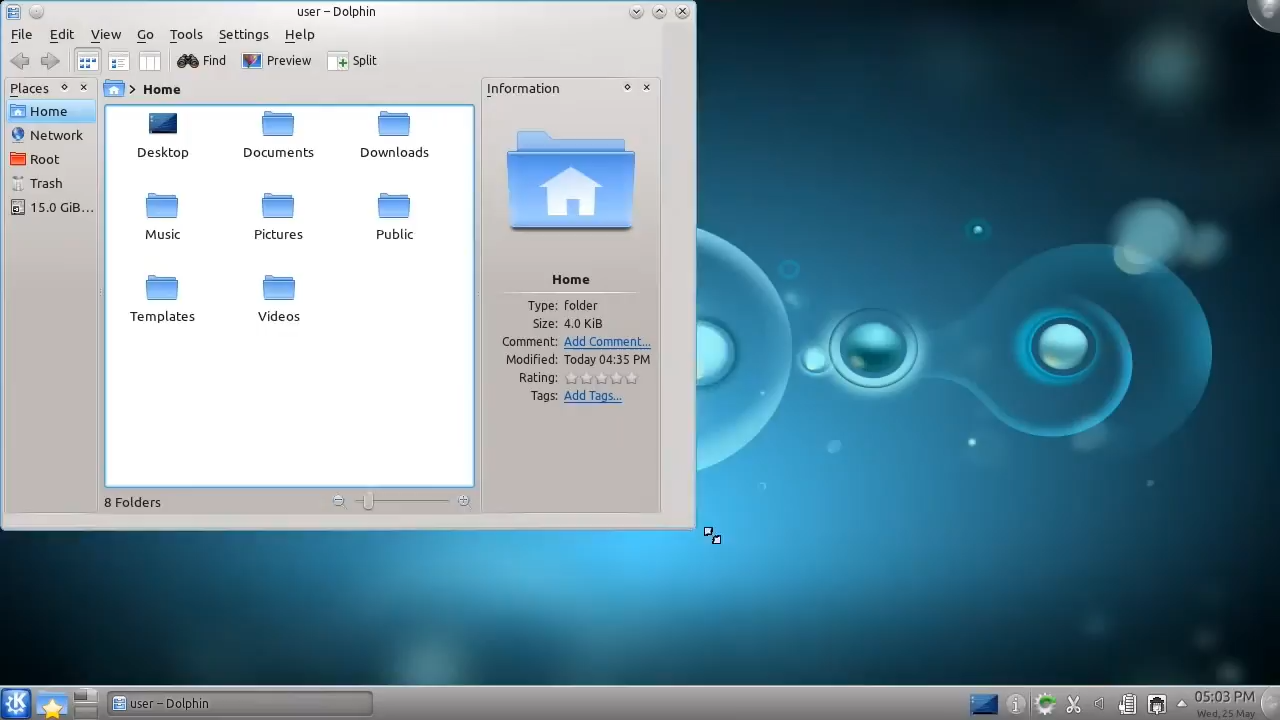 user – Dolphin
File Edit View Go Tools Settings Help
Find Preview Split
Places
Home
Network
Root
Trash
15.0 GiB...
> Home
Desktop Documents Downloads
Music Pictures Public
Templates Videos
8 Folders
Information
Home
Type: folder
Size: 4.0 KiB
Comment: Add Comment...
Modified: Today 04:35 PM
Rating:
Tags: Add Tags...
user – Dolphin
05:03 PM
Wed, 25 May